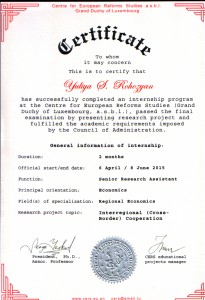 Centre for European Reforms Studies a.s.b.l.
Grand Duchy of Luxembourg.
Certificate
To whom
it may concern
This is to certify that
Yuliya S. Rohozyan
has successfully completed an internship program
at the Centre for European Reforms Studies (Grand
Duchy of Luxembourg, a.s.b.l.), passed the final
examination by presenting research project and
fulfilled the academic requirements imposed
by the Council of Administration.
General information of internship:
Duration: 2 months
Official start/end date: 6 April / 6 June 2015
Function: Senior Research Assistant
Principal orientation: Economics
Field(s) of specialisation: Regional Economics
Research project topic: Interregional (Cross-
Border) Cooperation
President, Ph.D.,
Assoc. Professor
CERS educational
projects manager